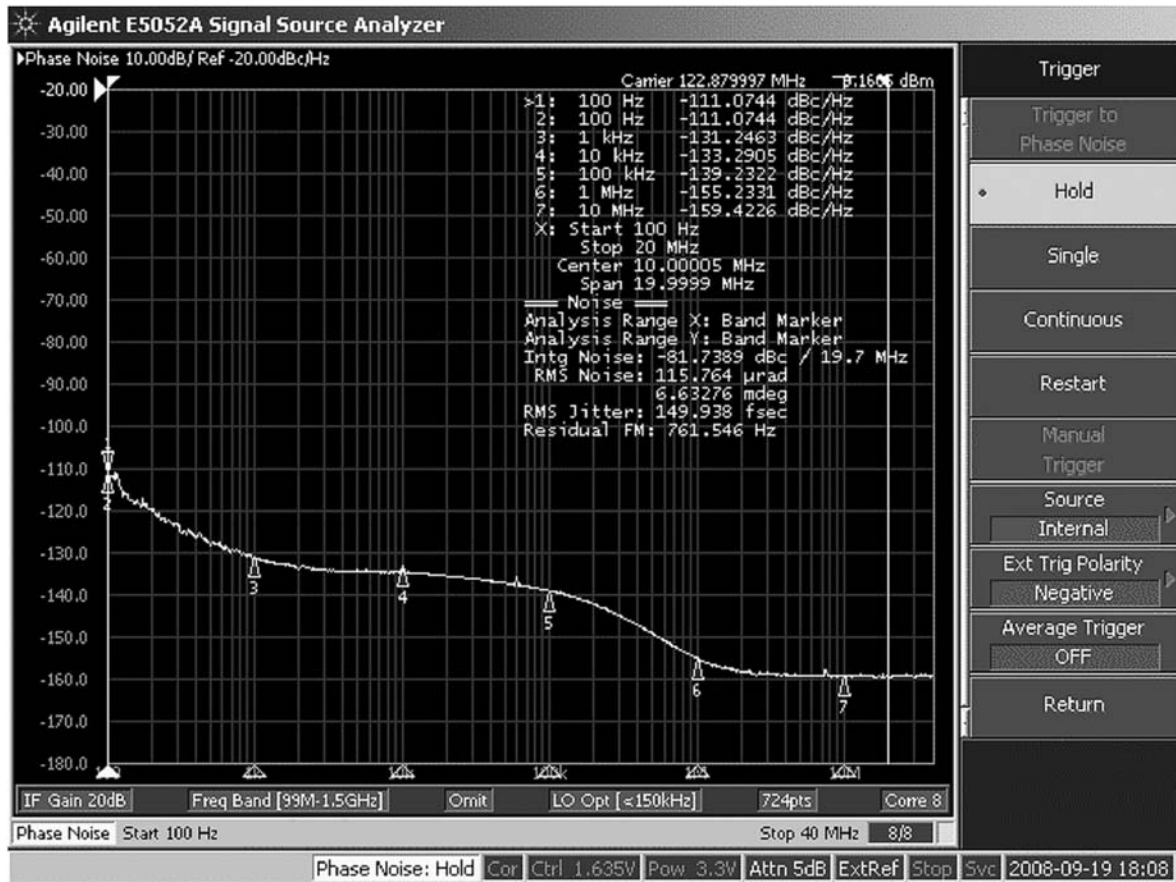 Agilent E5052A Signal Source Analyzer
▶Phase Noise 10.00dB/ Ref -20.00dBc/Hz
Carrier 122.879997 MHz dBm
>1: 100 Hz -111.0744 dBc/Hz
2: 100 Hz -111.0744 dBc/Hz
3: 1 kHz -131.2463 dBc/Hz
4: 10 kHz -133.2905 dBc/Hz
5: 100 kHz -139.2322 dBc/Hz
6: 1 MHz -155.2331 dBc/Hz
7: 10 MHz -159.4226 dBc/Hz
X: Start 100 Hz
Stop 20 MHz
Center 10.00005 MHz
Span 19.9999 MHz
Noise
Analysis Range X: Band Marker
Analysis Range Y: Band Marker
Intg Noise: -81.7389 dBc / 19.7 MHz
RMS Noise: 115.764 μrad
6.63276 mdeg
RMS Jitter: 149.938 fsec
Residual FM: 761.546 Hz
-20.00
-30.00
-40.00
-50.00
-60.00
-70.00
-80.00
-90.00
-100.0
-110.0
-120.0
-130.0
-140.0
-150.0
-160.0
-170.0
-180.0
2
3
4
5
6
7
IF Gain 20dB Freq Band [99M-1.5GHz] Omit LO Opt [<150kHz] 724pts Corre 8
Phase Noise Start 100 Hz Stop 40 MHz 8/8
Phase Noise: Hold Cor Ctrl 1.635V Pow 3.3V Attn 5dB ExtRef Stop Svc 2008-09-19 18:08
Trigger
Trigger to
Phase Noise
Hold
Single
Continuous
Restart
Manual
Trigger
Source
Internal
Ext Trig Polarity
Negative
Average Trigger
OFF
Return